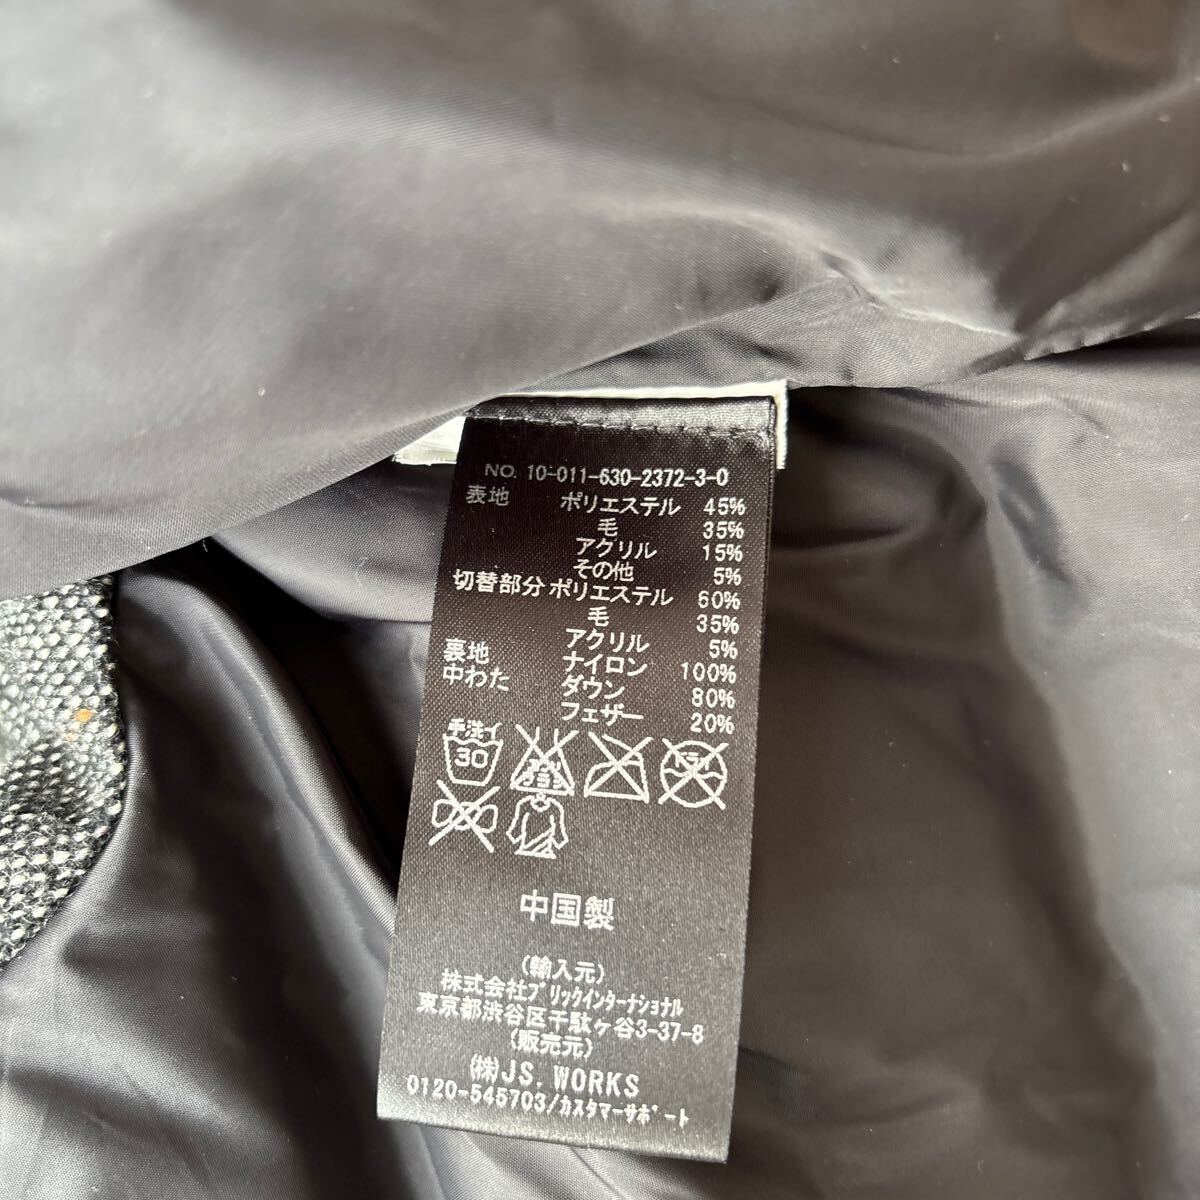 NO. 10-011-630-2372-3-0
表地 ポリエステル 45%
毛 35%
アクリル 15%
その他 5%
切替部分 ポリエステル 60%
毛 35%
アクリル 5%
裏地 ナイロン 100%
中わた ダウン 80%
フェザー 20%
手洗イ
30
中国製
(輸入元)
株式会社ブリックインターナショナル
東京都渋谷区千駄ヶ谷3-37-8
(販売元)
(株)JS. WORKS
0120-545703/カスタマーサポート